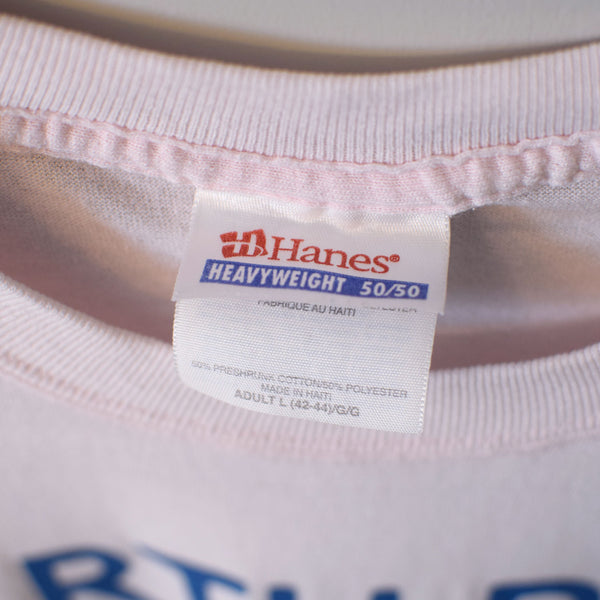 Hanes®
HEAVYWEIGHT 50/50
FABRIQUE AU HAITI
50% PRESHRUNK COTTON/50% POLYESTER
MADE IN HAITI
ADULT L (42-44)/G/G